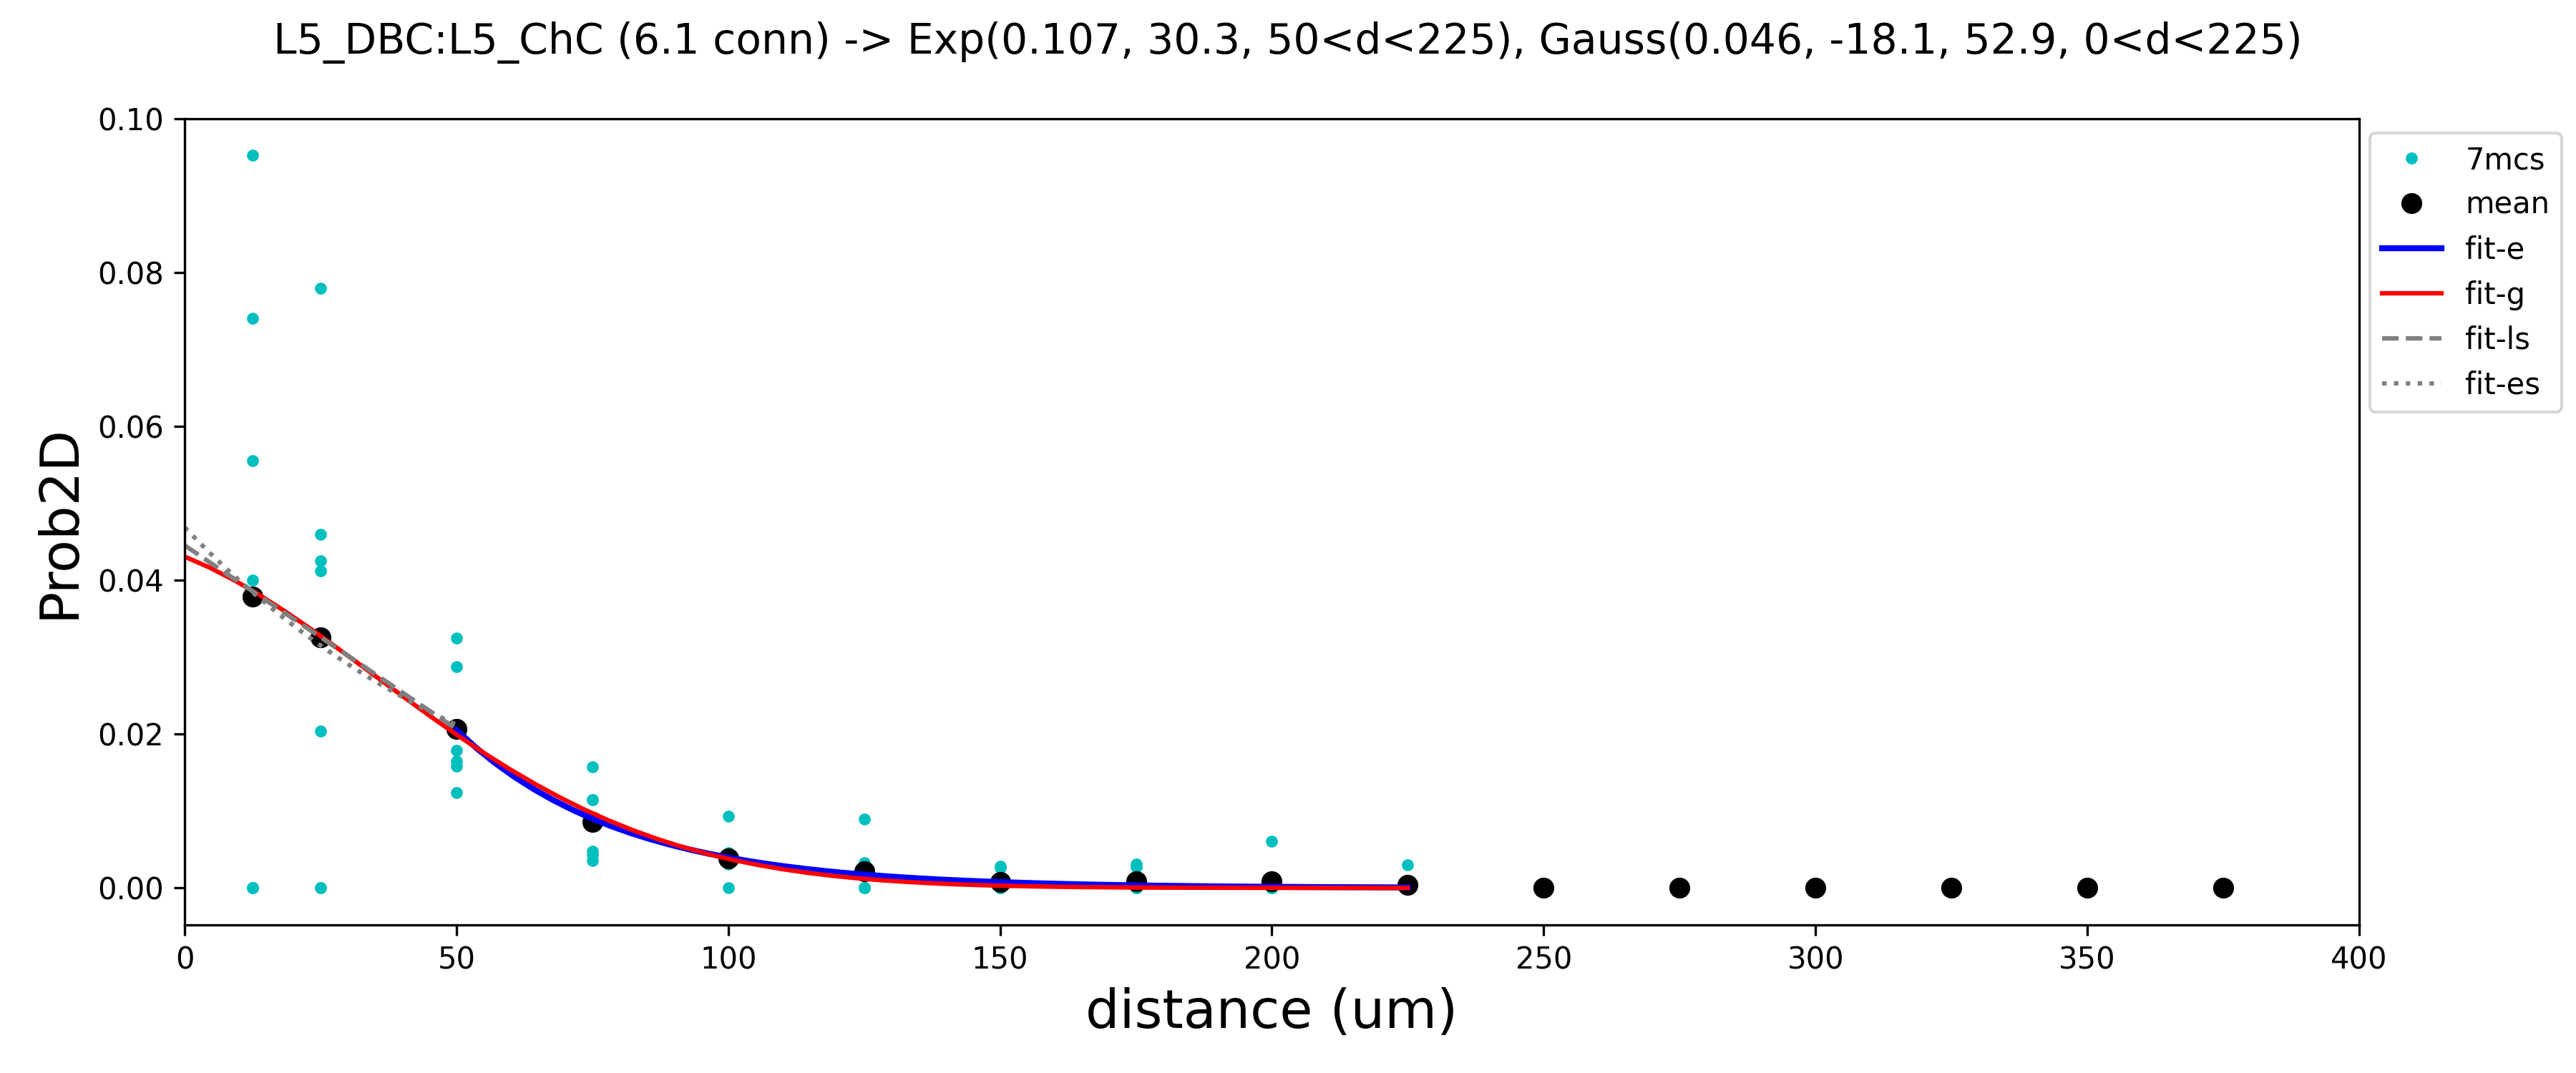 L5_DBC:L5_ChC (6.1 conn) -> Exp(0.107, 30.3, 50<d<225), Gauss(0.046, -18.1, 52.9, 0<d<225)
0.10
0.08
0.06
0.04
0.02
0.00
Prob2D
0 50 100 150 200 250 300 350 400
distance (um)
7mcs
mean
fit-e
fit-g
fit-ls
fit-es